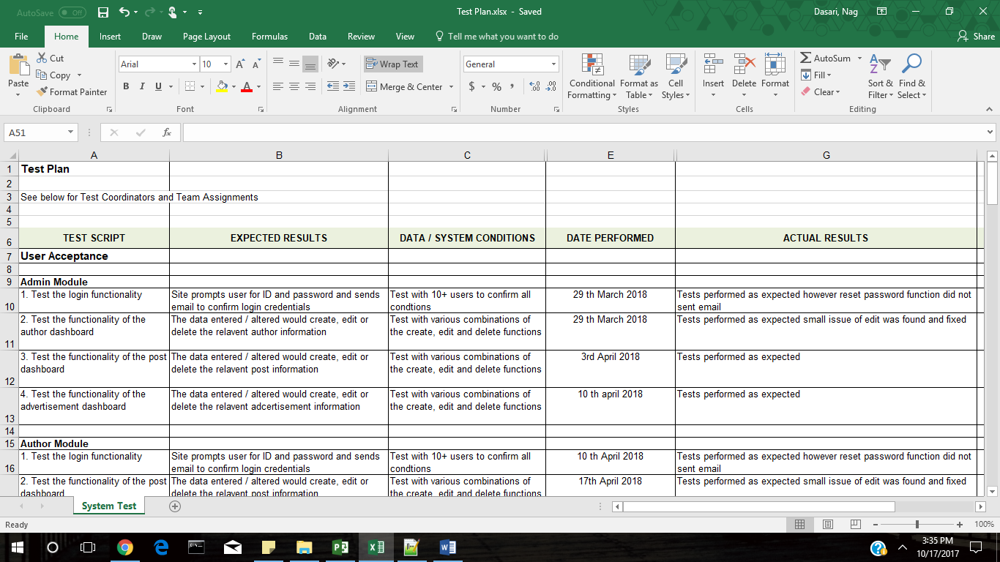 AutoSave Off
Test Plan.xlsx - Saved
Dasari, Nag
File Home Insert Draw Page Layout Formulas Data Review View Tell me what you want to do Share
Paste
Cut
Copy
Format Painter
Clipboard
Arial 10 A A
B I U A
Font
Wrap Text
Merge & Center
Alignment
General
$ % , .00 .0
Number
Conditional Formatting
Format as Table
Cell Styles
Styles
Insert Delete Format
Cells
AutoSum
Fill
Clear
Sort & Filter
Find & Select
Editing
A51 fx
A B C E G
1 Test Plan
2
3 See below for Test Coordinators and Team Assignments
4
5
6 TEST SCRIPT EXPECTED RESULTS DATA / SYSTEM CONDITIONS DATE PERFORMED ACTUAL RESULTS
7 User Acceptance
8
9 Admin Module
10 1. Test the login functionality
Site prompts user for ID and password and sends
email to confirm login credentials
Test with 10+ users to confirm all
condtions
29 th March 2018
Tests performed as expected however reset password function did not
sent email
11 2. Test the functionality of the
author dashboard
The data entered / altered would create, edit or
delete the relavent author information
Test with various combinations of
the create, edit and delete functions
29 th March 2018
Tests performed as expected small issue of edit was found and fixed
12 3. Test the functionality of the post
dashboard
The data entered / altered would create, edit or
delete the relavent post information
Test with various combinations of
the create, edit and delete functions
3rd April 2018
Tests performed as expected
13 4. Test the functionality of the
advertisement dashboard
The data entered / altered would create, edit or
delete the relavent adcertisement information
Test with various combinations of
the create, edit and delete functions
10 th april 2018
Tests performed as expected
14
15 Author Module
16 1. Test the login functionality
Site prompts user for ID and password and sends
email to confirm login credentials
Test with 10+ users to confirm all
condtions
10 th April 2018
Tests performed as expected however reset password function did not
sent email
2. Test the functionality of the post
dashboard
The data entered / altered would create, edit or
delete the relavent post information
Test with various combinations of
the create, edit and delete functions
17th April 2018
Tests performed as expected small issue of edit was found and fixed
System Test
Ready
100%
3:35 PM
10/17/2017